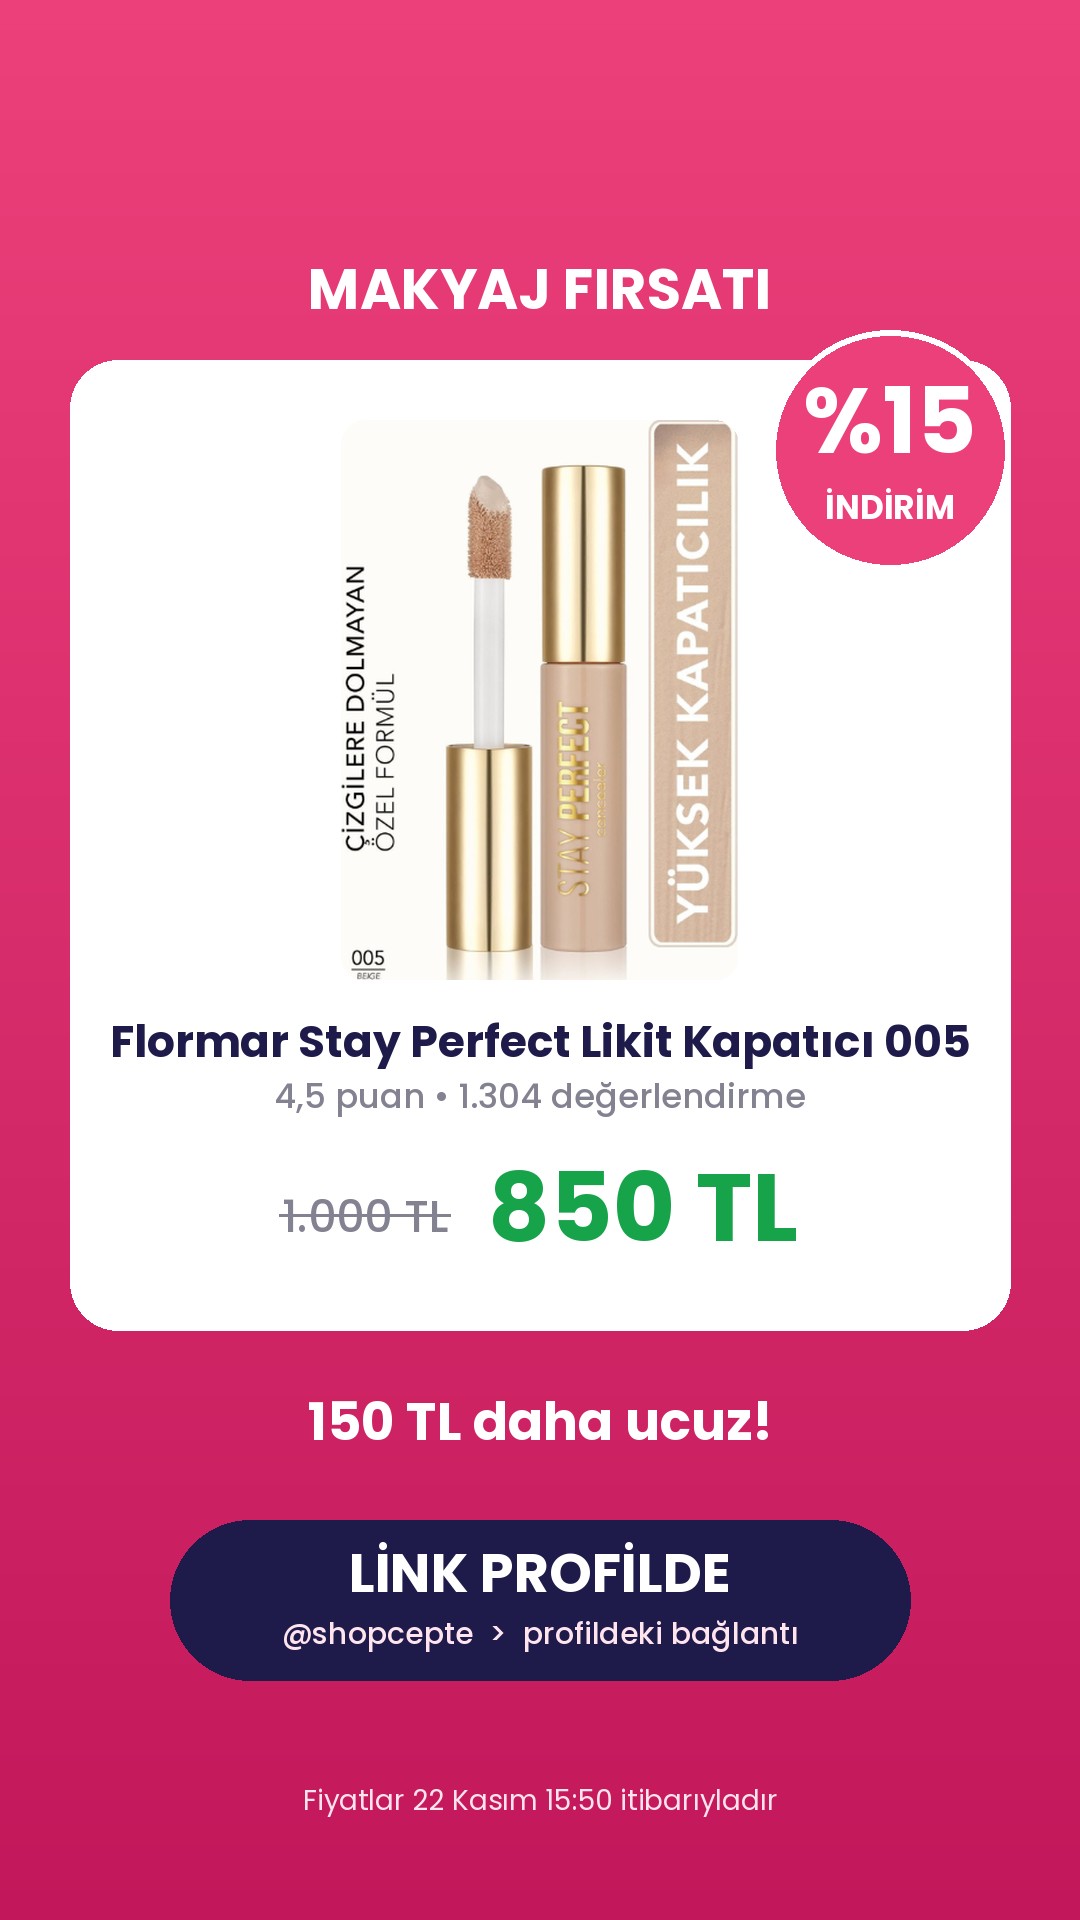 MAKYAJ FIRSATI
%15
İNDİRİM
ÇİZGİLERE DOLMAYAN
ÖZEL FORMÜL
STAY PERFECT
concealer
YÜKSEK KAPATICILIK
005
BEIGE
Flormar Stay Perfect Likit Kapatıcı 005
4,5 puan • 1.304 değerlendirme
1.000 TL 850 TL
150 TL daha ucuz!
LİNK PROFİLDE
@shopcepte > profildeki bağlantı
Fiyatlar 22 Kasım 15:50 itibarıyladır